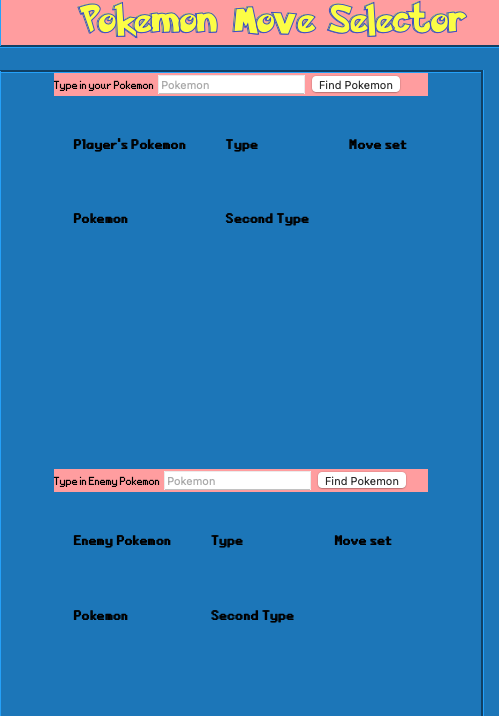 Pokemon Move Selector
Type in your Pokemon Pokemon Find Pokemon
Player's Pokemon Type Move set
Pokemon Second Type
Type in Enemy Pokemon Pokemon Find Pokemon
Enemy Pokemon Type Move set
Pokemon Second Type